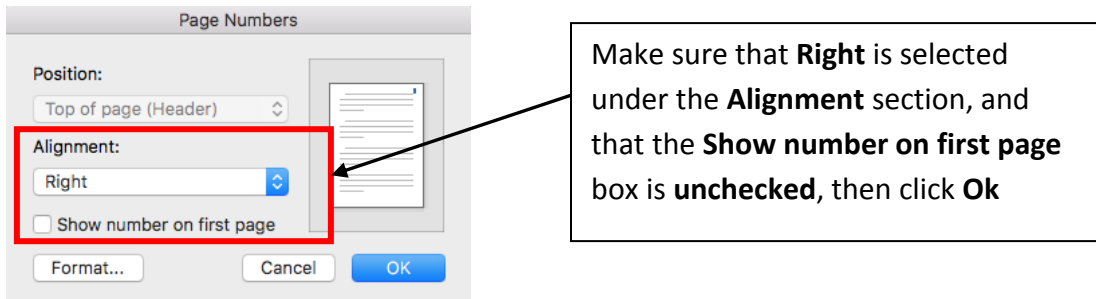 Page Numbers
Position:
Top of page (Header)
Alignment:
Right
Show number on first page
Format...
Cancel
OK
Make sure that Right is selected
under the Alignment section, and
that the Show number on first page
box is unchecked, then click Ok